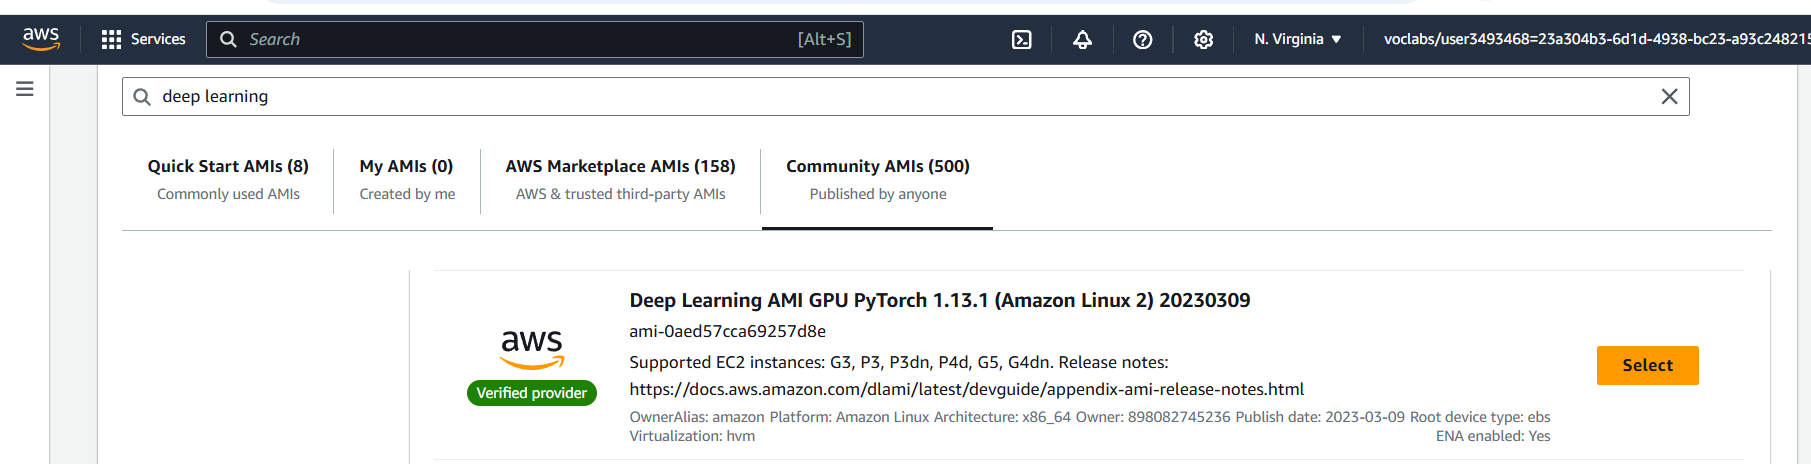 aws Services Search [Alt+S] N. Virginia voclabs/user3493468=23a304b3-6d1d-4938-bc23-a93c248215
deep learning
Quick Start AMIs (8) My AMIs (0) AWS Marketplace AMIs (158) Community AMIs (500)
Commonly used AMIs Created by me AWS & trusted third-party AMIs Published by anyone
Deep Learning AMI GPU PyTorch 1.13.1 (Amazon Linux 2) 20230309
ami-0aed57cca69257d8e
aws
Supported EC2 instances: G3, P3, P3dn, P4d, G5, G4dn. Release notes:
Select
https://docs.aws.amazon.com/dlami/latest/devguide/appendix-ami-release-notes.html
Verified provider
OwnerAlias: amazon Platform: Amazon Linux Architecture: x86_64 Owner: 898082745236 Publish date: 2023-03-09 Root device type: ebs
Virtualization: hvm ENA enabled: Yes